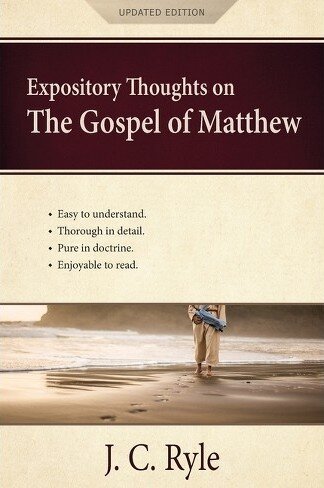 UPDATED EDITION
Expository Thoughts on
The Gospel of Matthew
• Easy to understand.
• Thorough in detail.
• Pure in doctrine.
• Enjoyable to read.
J. C. Ryle